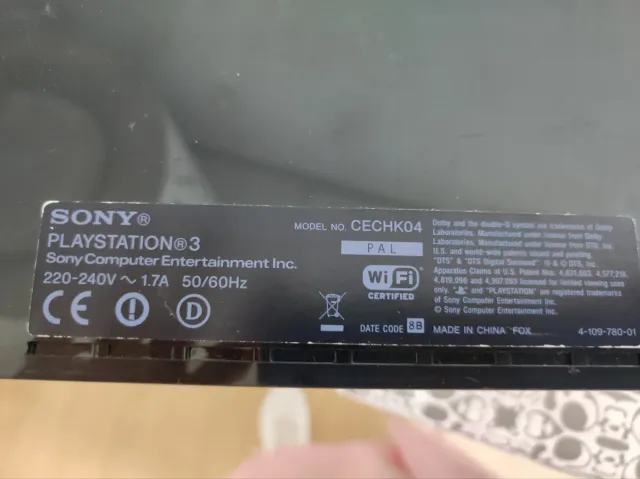 SONY®
PLAYSTATION®3
Sony Computer Entertainment Inc.
220-240V ~ 1.7A 50/60Hz
CE
D
MODEL NO. CECHK04
PAL
Wi Fi
CERTIFIED
DATE CODE 8B
MADE IN CHINA FOX
4-109-780-01
Dolby and the double-D symbol are trademarks of Dolby
Laboratories. Manufactured under license from Dolby
Laboratories. Manufactured under license from DTS, Inc.
U.S. and world-wide patents issued and pending.
"DTS" & "DTS Digital Surround" ® & © DTS, Inc.
Apparatus Claims of U.S. Patent Nos. 4,631,603, 4,577,216,
4,819,098 and 4,907,093 licensed for limited viewing uses
only. and "PLAYSTATION" are registered trademarks
of Sony Computer Entertainment Inc.
© Sony Computer Entertainment Inc.